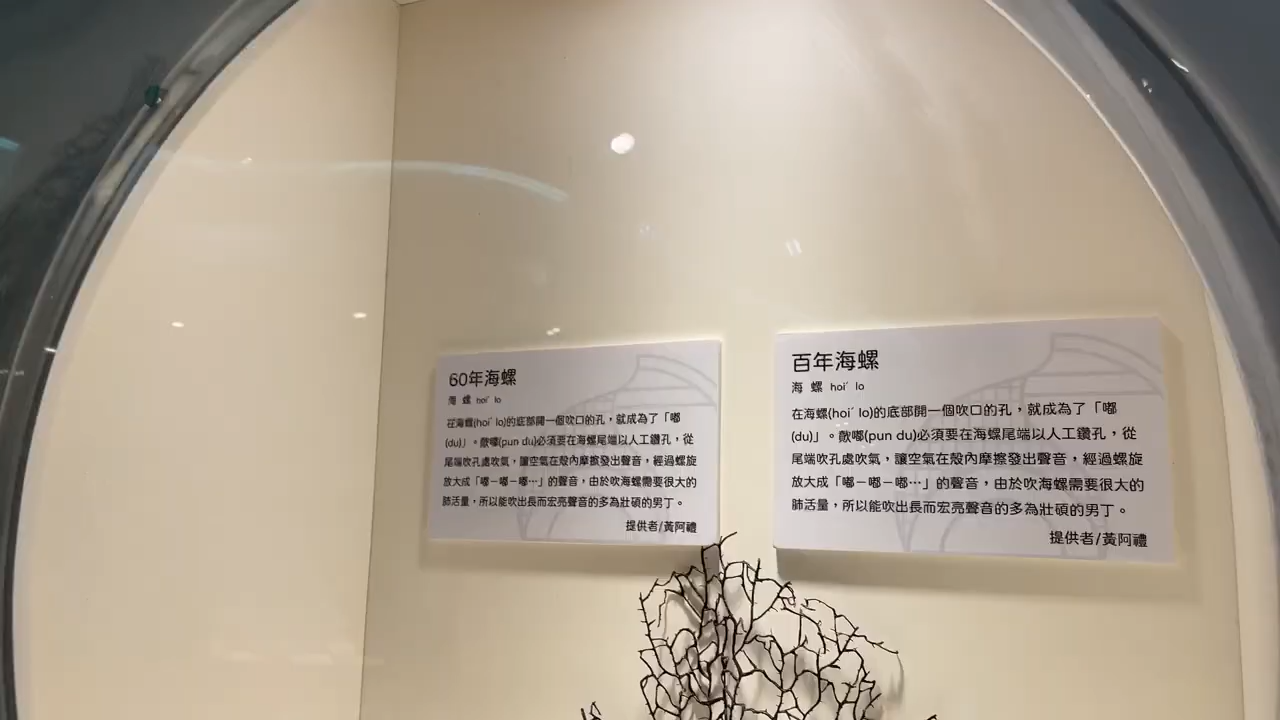 60年海螺
海 螺 hoiˊ lo
在海螺(hoiˊ lo)的底部開一個吹口的孔，就成為了「嘟
(du)」。歕嘟(pun du)必須要在海螺尾端以人工鑽孔，從
尾端吹孔處吹氣，讓空氣在殼內摩擦發出聲音，經過螺旋
放大成「嘟－嘟－嘟…」的聲音，由於吹海螺需要很大的
肺活量，所以能吹出長而宏亮聲音的多為壯碩的男丁。
提供者/黃阿禮
百年海螺
海 螺 hoiˊ lo
在海螺(hoiˊ lo)的底部開一個吹口的孔，就成為了「嘟
(du)」。歕嘟(pun du)必須要在海螺尾端以人工鑽孔，從
尾端吹孔處吹氣，讓空氣在殼內摩擦發出聲音，經過螺旋
放大成「嘟－嘟－嘟…」的聲音，由於吹海螺需要很大的
肺活量，所以能吹出長而宏亮聲音的多為壯碩的男丁。
提供者/黃阿禮